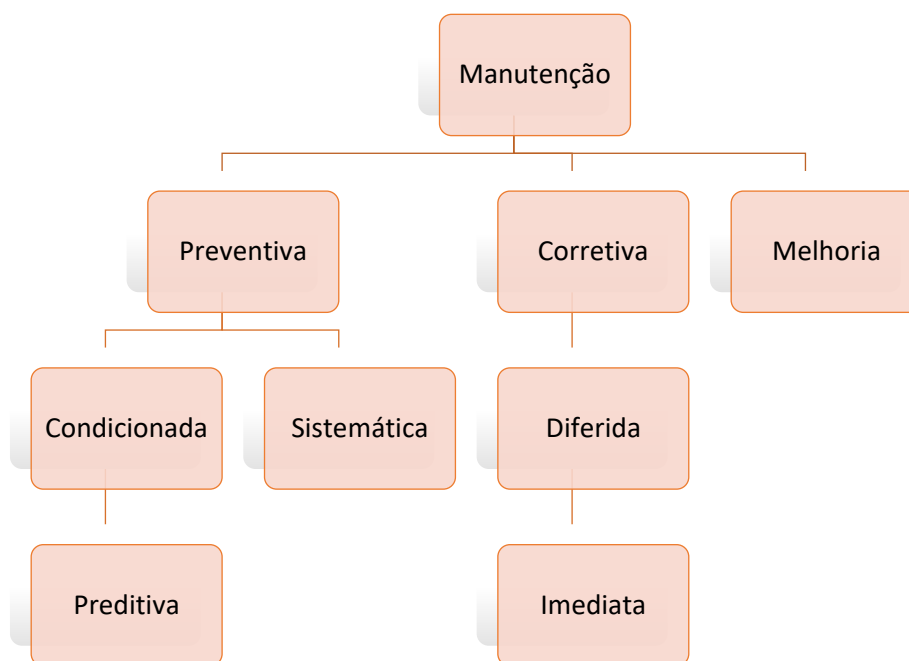 Manutenção
Preventiva
Corretiva
Melhoria
Condicionada
Sistemática
Diferida
Preditiva
Imediata